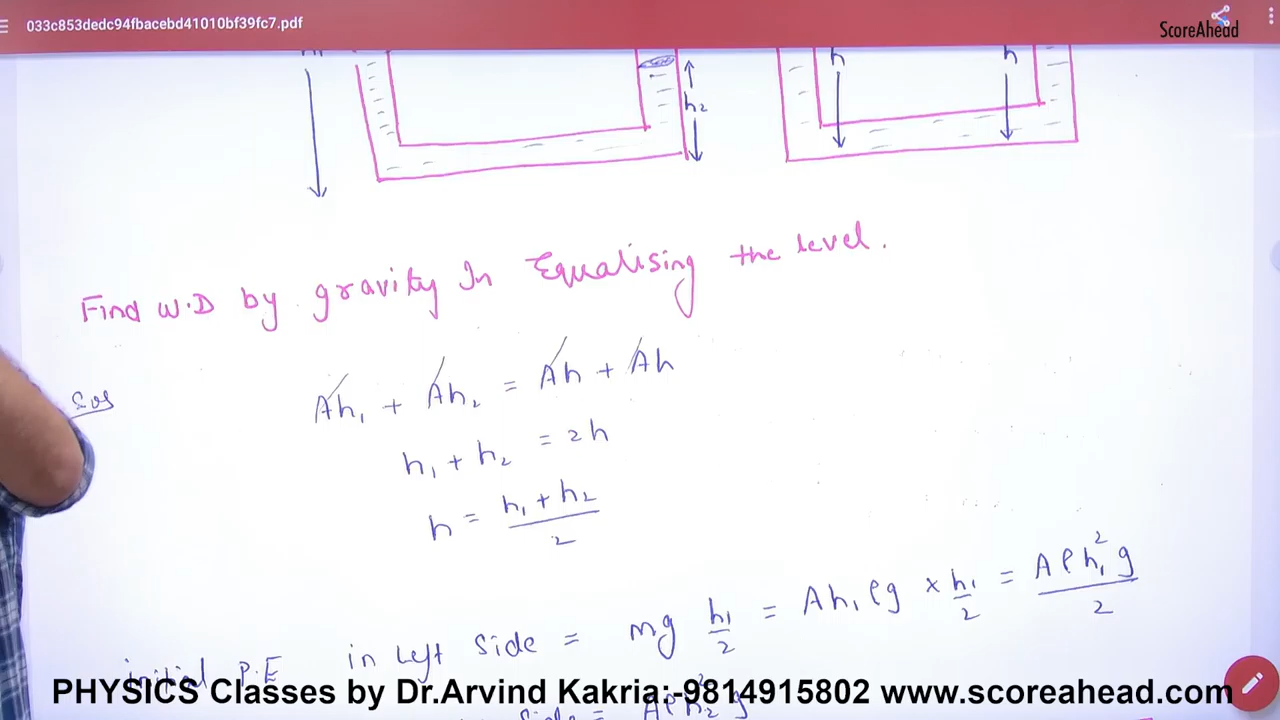 033c853dedc94fbacebd41010bf39fc7.pdf
ScoreAhead
h₂
h
h
Find W.D by gravity In Equalising the level.
Sol
Ah₁ + Ah₂ = Ah + Ah
h₁ + h₂ = 2h
h = h₁ + h₂ / 2
initial P.E in Left Side = mg h₁/2 = Ah₁ρg × h₁/2 = Aρh₁²g / 2
PHYSICS Classes by Dr.Arvind Kakria:-9814915802 www.scoreahead.com
side = Aρh₂²g